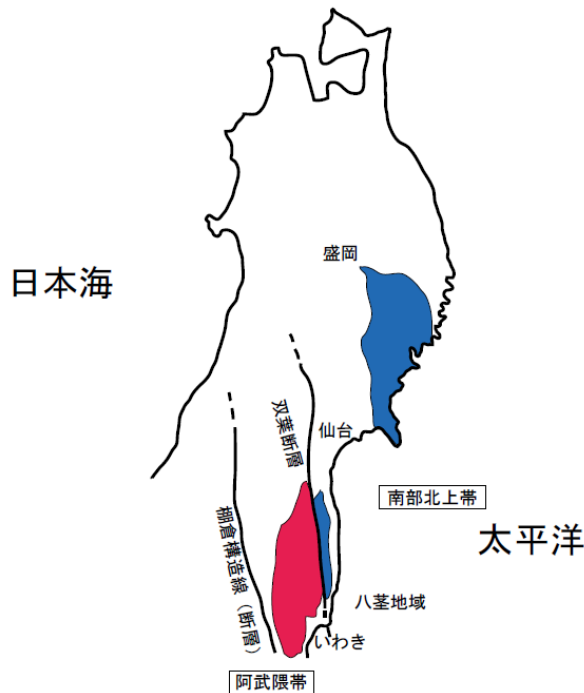 盛岡
日本海
双葉断層
仙台
南部北上帯
棚倉構造線（断層）
太平洋
八茎地域
いわき
阿武隈帯